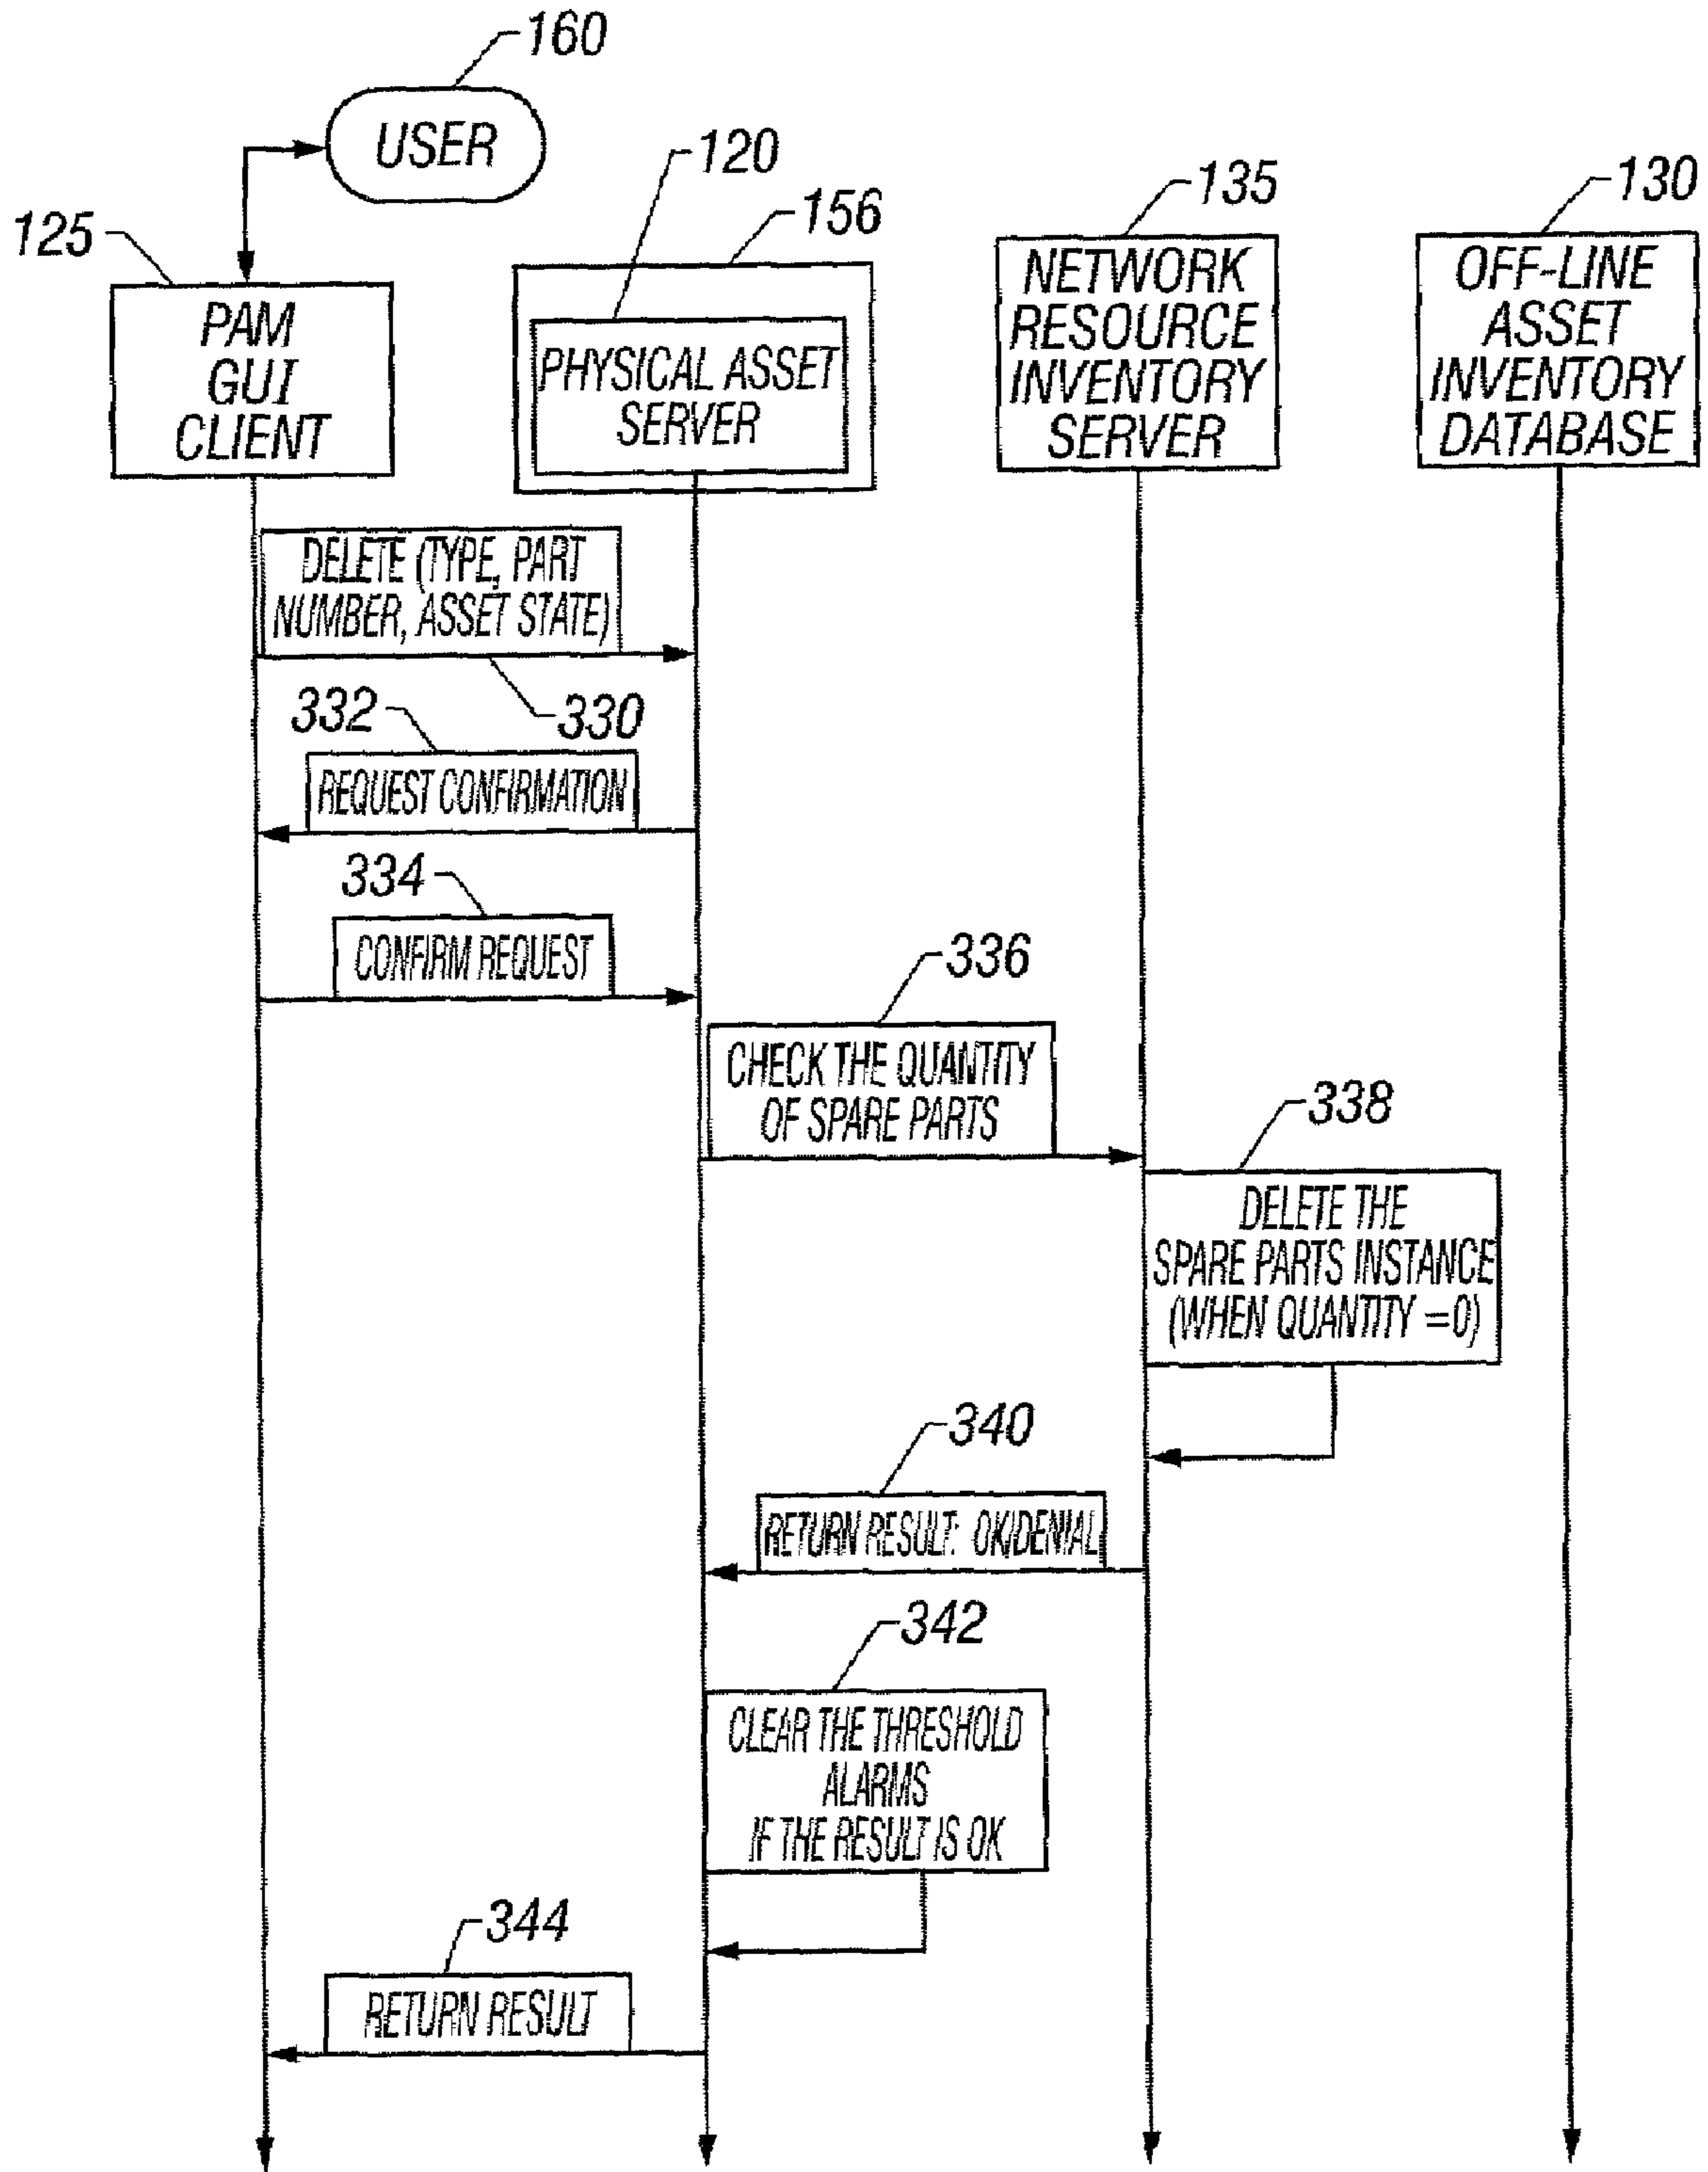 160
USER
120
156
135
130
125
PAM
GUI
CLIENT
PHYSICAL ASSET
SERVER
NETWORK
RESOURCE
INVENTORY
SERVER
OFF-LINE
ASSET
INVENTORY
DATABASE
DELETE (TYPE, PART
NUMBER, ASSET STATE)
330
332
REQUEST CONFIRMATION
334
CONFIRM REQUEST
336
CHECK THE QUANTITY
OF SPARE PARTS
338
DELETE THE
SPARE PARTS INSTANCE
(WHEN QUANTITY =0)
340
RETURN RESULT: OK/DENIAL
342
CLEAR THE THRESHOLD
ALARMS
IF THE RESULT IS OK
344
RETURN RESULT